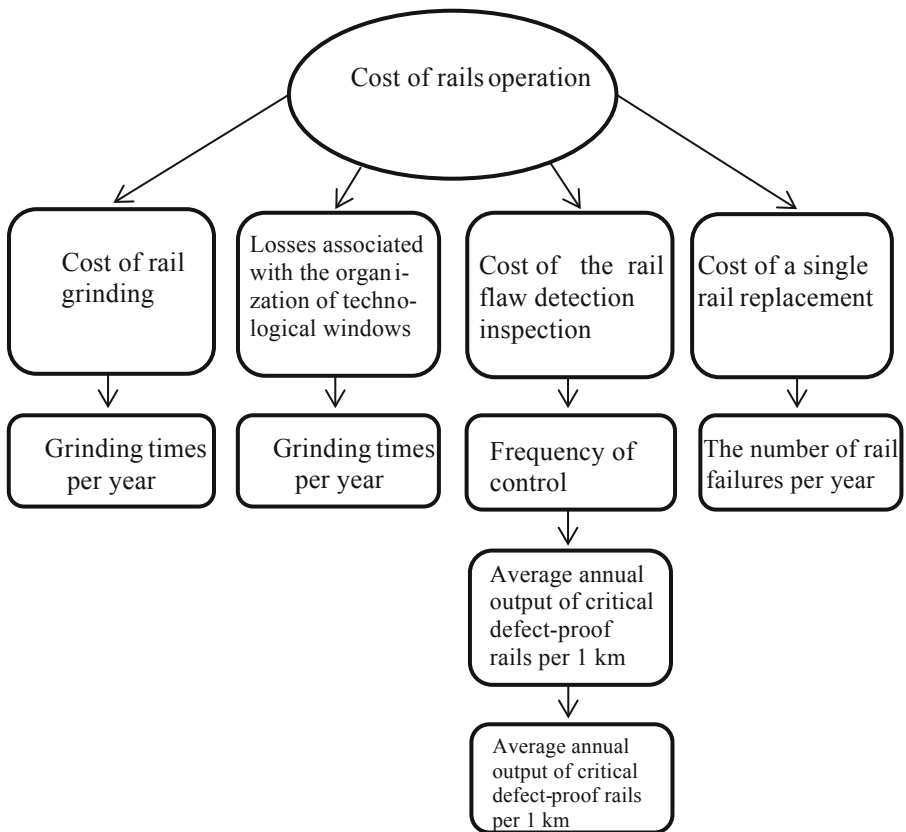 Cost of rails operation
Cost of rail
grinding
Losses associated
with the organi-
zation of techno-
logical windows
Cost of the rail
flaw detection
inspection
Cost of a single
rail replacement
Grinding times
per year
Grinding times
per year
Frequency of
control
The number of rail
failures per year
Average annual
output of critical
defect-proof
rails per 1 km
Average annual
output of critical
defect-proof rails
per 1 km